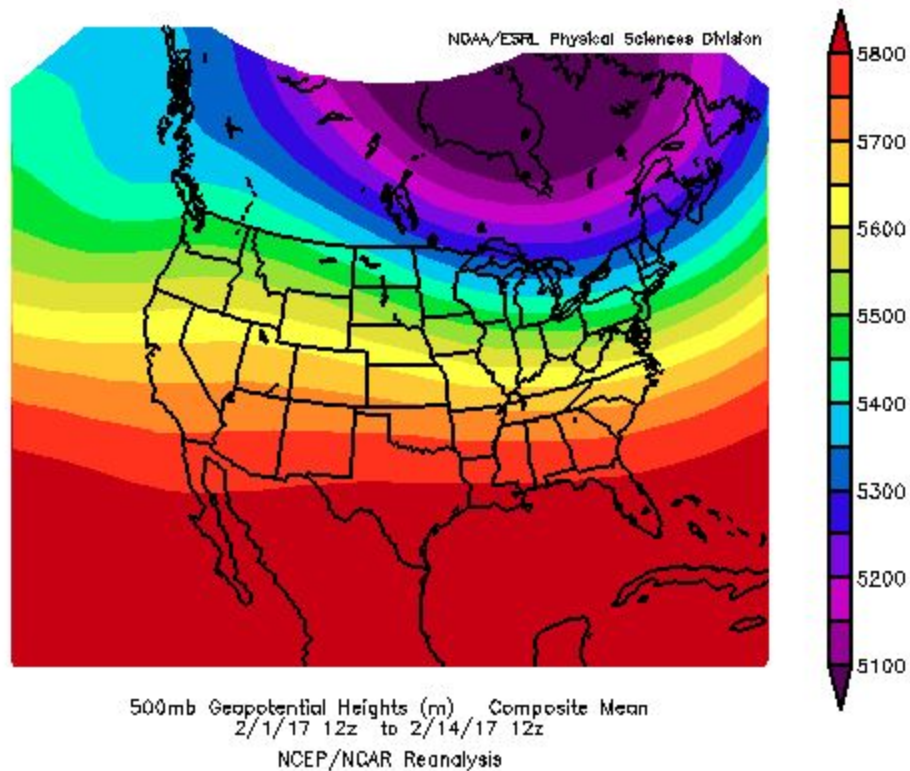 NOAA/ESRL Physical Sciences Division
5800
5700
5600
5500
5400
5300
5200
5100
500mb Geopotential Heights (m) Composite Mean
2/1/17 12z to 2/14/17 12z
NCEP/NCAR Reanalysis